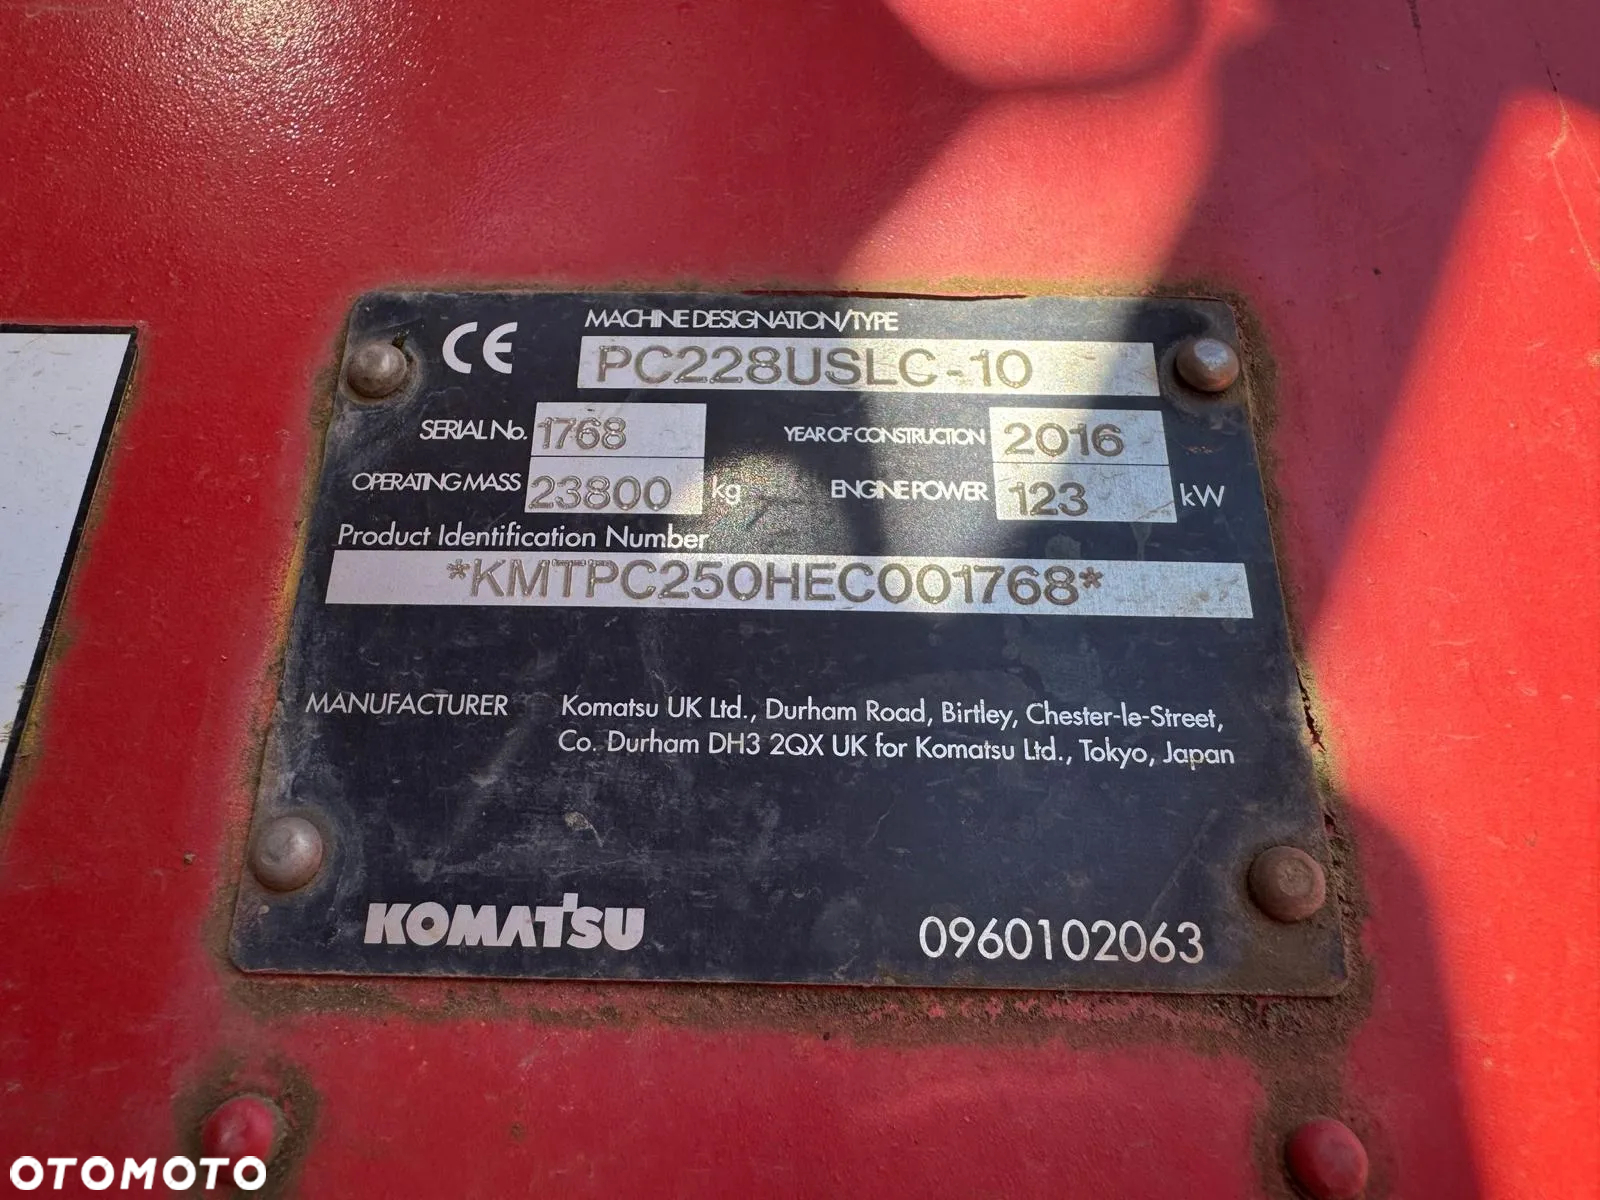 CE
MACHINE DESIGNATION/TYPE
PC228USLC-10
SERIAL No. 1768 YEAR OF CONSTRUCTION 2016
OPERATING MASS 23800 kg ENGINE POWER 123 kW
Product Identification Number
*KMTPC250HEC001768*
MANUFACTURER Komatsu UK Ltd., Durham Road, Birtley, Chester-le-Street,
Co. Durham DH3 2QX UK for Komatsu Ltd., Tokyo, Japan
KOMATSU 0960102063
OTOMOTO